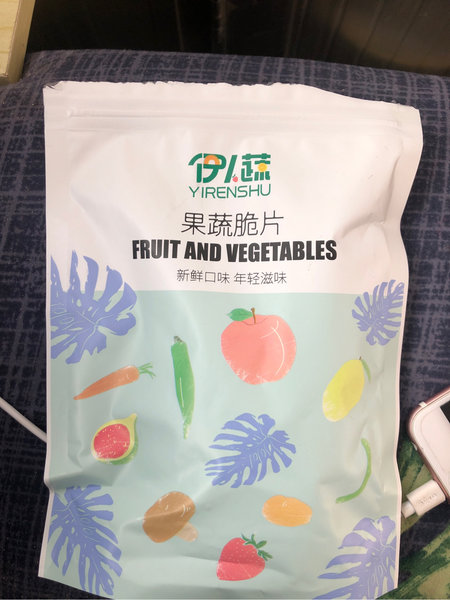 伊人蔬
YIRENSHU
果蔬脆片
FRUIT AND VEGETABLES
新鲜口味 年轻滋味